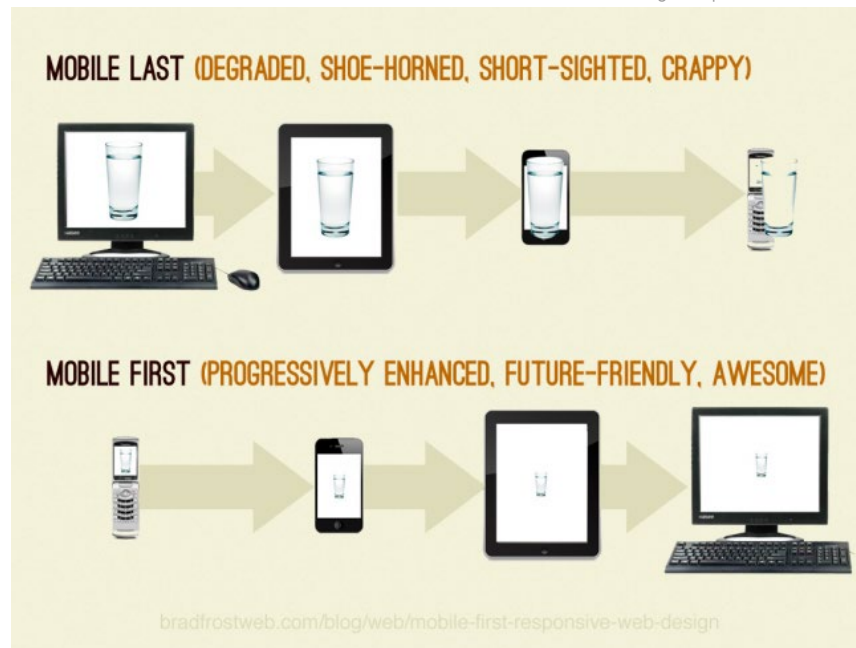 MOBILE LAST (DEGRADED, SHOE-HORNED, SHORT-SIGHTED, CRAPPY)
MOBILE FIRST (PROGRESSIVELY ENHANCED, FUTURE-FRIENDLY, AWESOME)
bradfrostweb.com/blog/web/mobile-first-responsive-web-design